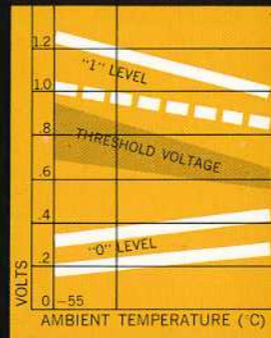 1.2
"1" LEVEL
1.0
.8
THRESHOLD VOLTAGE
.6
.4
"0" LEVEL
.2
VOLTS
0 -55
AMBIENT TEMPERATURE (°C)